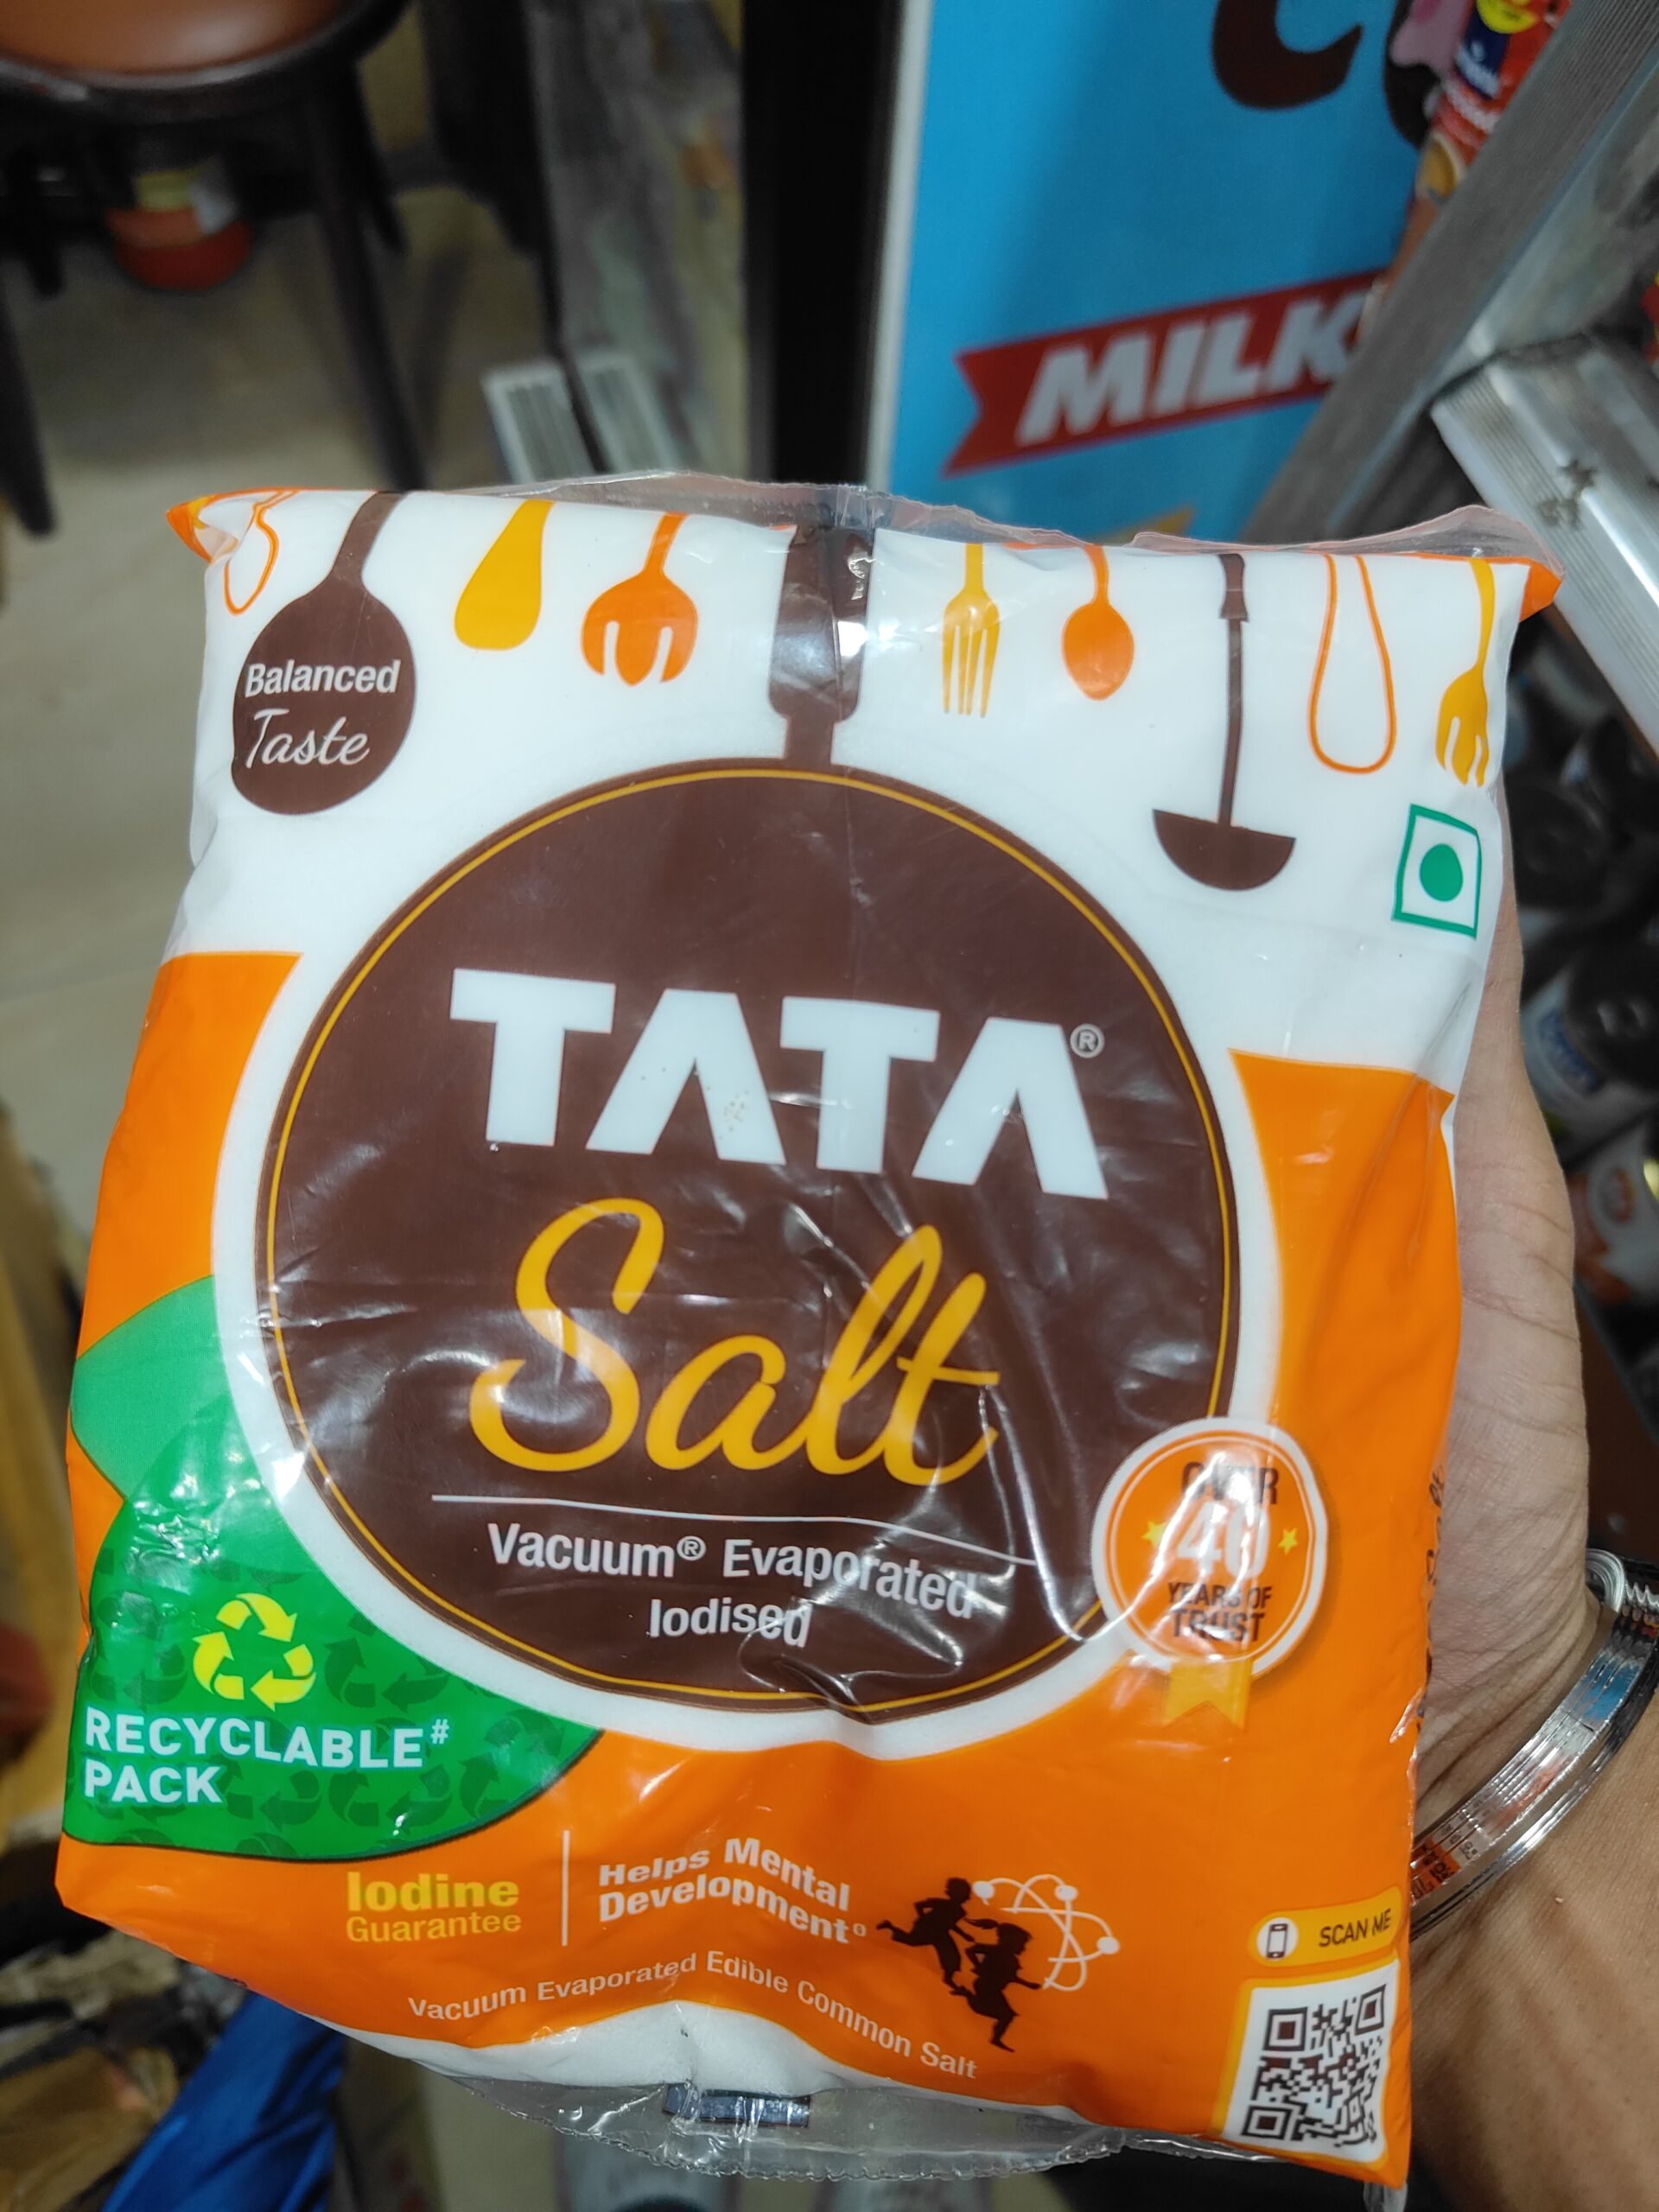 MILK
Balanced
Taste
TATA®
Salt
Vacuum® Evaporated
Iodised
OVER
40
YEARS OF
TRUST
RECYCLABLE#
PACK
Iodine
Guarantee
Helps Mental
Development°
Vacuum Evaporated Edible Common Salt
SCAN ME